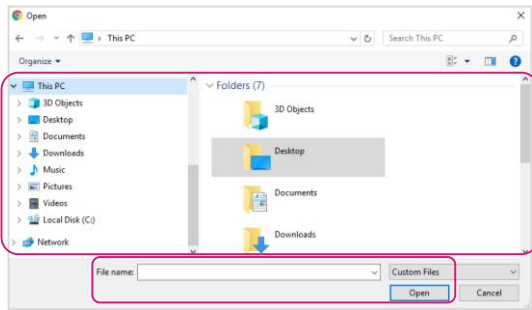 Open
This PC
Search This PC
Organize
This PC
3D Objects
Desktop
Documents
Downloads
Music
Pictures
Videos
Local Disk (C:)
Network
Folders (7)
3D Objects
Desktop
Documents
Downloads
File name:
Custom Files
Open
Cancel